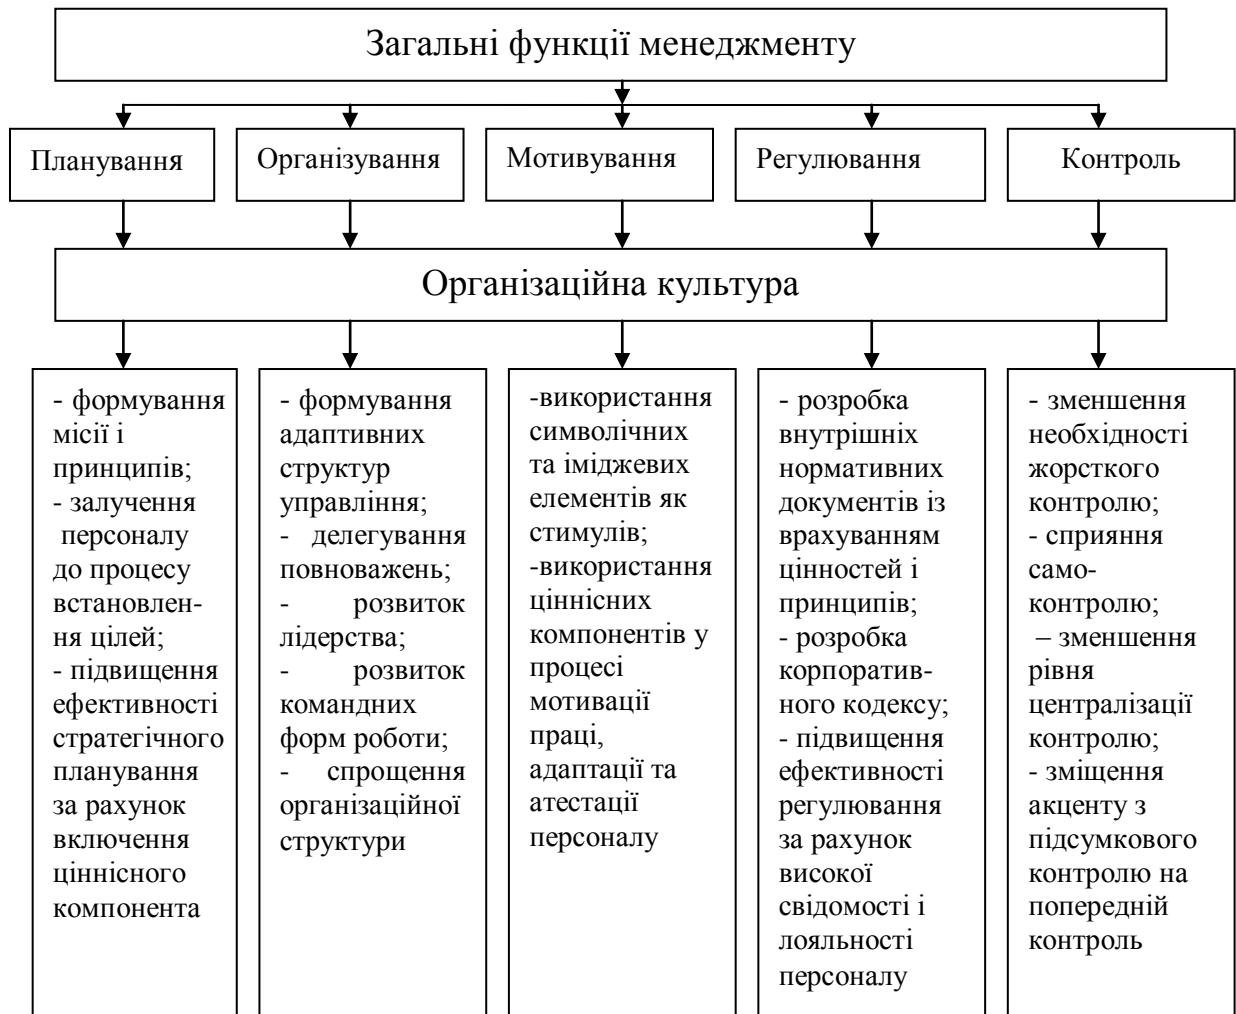 Загальні функції менеджменту
Планування
Організування
Мотивування
Регулювання
Контроль
Організаційна культура
- формування
місії і
принципів;
- залучення
персоналу
до процесу
встановлен-
ня цілей;
- підвищення
ефективності
стратегічного
планування
за рахунок
включення
ціннісного
компонента
- формування
адаптивних
структур
управління;
- делегування
повноважень;
- розвиток
лідерства;
- розвиток
командних
форм роботи;
- спрощення
організаційної
структури
-використання
символічних
та іміджевих
елементів як
стимулів;
-використання
ціннісних
компонентів у
процесі
мотивації
праці,
адаптації та
атестації
персоналу
- розробка
внутрішніх
нормативних
документів із
врахуванням
цінностей і
принципів;
- розробка
корпоратив-
ного кодексу;
- підвищення
ефективності
регулювання
за рахунок
високої
свідомості і
лояльності
персоналу
- зменшення
необхідності
жорсткого
контролю;
- сприяння
само-
контролю;
– зменшення
рівня
централізації
контролю;
- зміщення
акценту з
підсумкового
контролю на
попередній
контроль